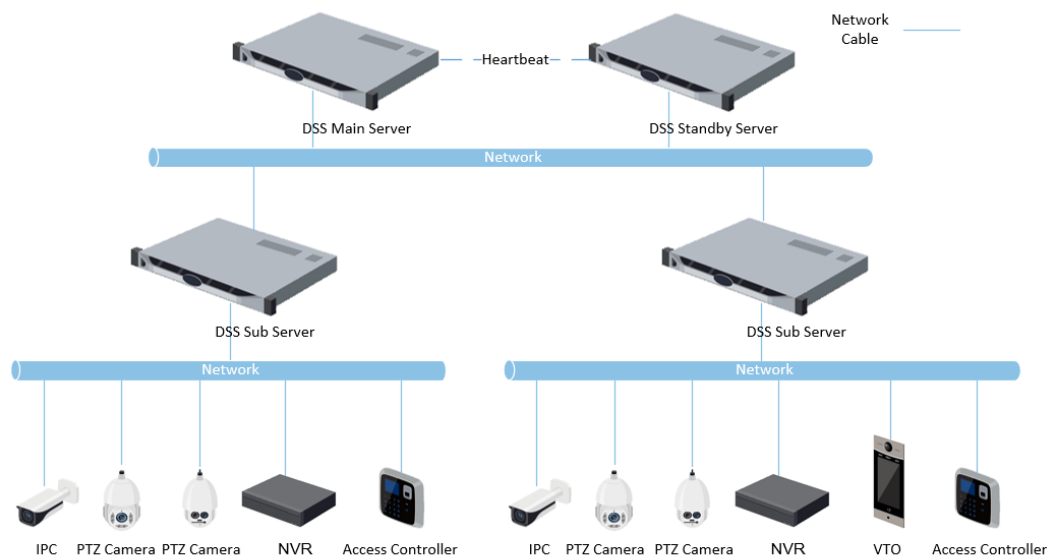 Network
Cable
Heartbeat
DSS Main Server
DSS Standby Server
Network
DSS Sub Server
DSS Sub Server
Network
Network
IPC
PTZ Camera
PTZ Camera
NVR
Access Controller
IPC
PTZ Camera
PTZ Camera
NVR
VTO
Access Controller